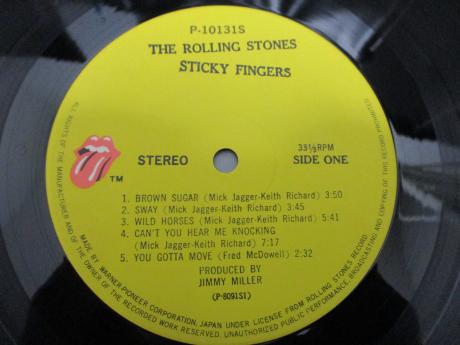 P-10131S
THE ROLLING STONES
STICKY FINGERS
STEREO
33⅓RPM
SIDE ONE
TM
1. BROWN SUGAR (Mick Jagger-Keith Richard) 3:50
2. SWAY (Mick Jagger-Keith Richard) 3:45
3. WILD HORSES (Mick Jagger-Keith Richard) 5:41
4. CAN'T YOU HEAR ME KNOCKING
(Mick Jagger-Keith Richard) 7:17
5. YOU GOTTA MOVE (Fred McDowell) 2:32
PRODUCED BY
JIMMY MILLER
(P-8091S1)
MADE BY WARNER-PIONEER CORPORATION, JAPAN UNDER LICENSE FROM ROLLING STONES RECORD.
ALL RIGHTS OF THE MANUFACTURER AND OF THE OWNER OF THE RECORDED WORK RESERVED. UNAUTHORIZED PUBLIC PERFORMANCE, BROADCASTING AND COPYING OF THIS RECORD PROHIBITED